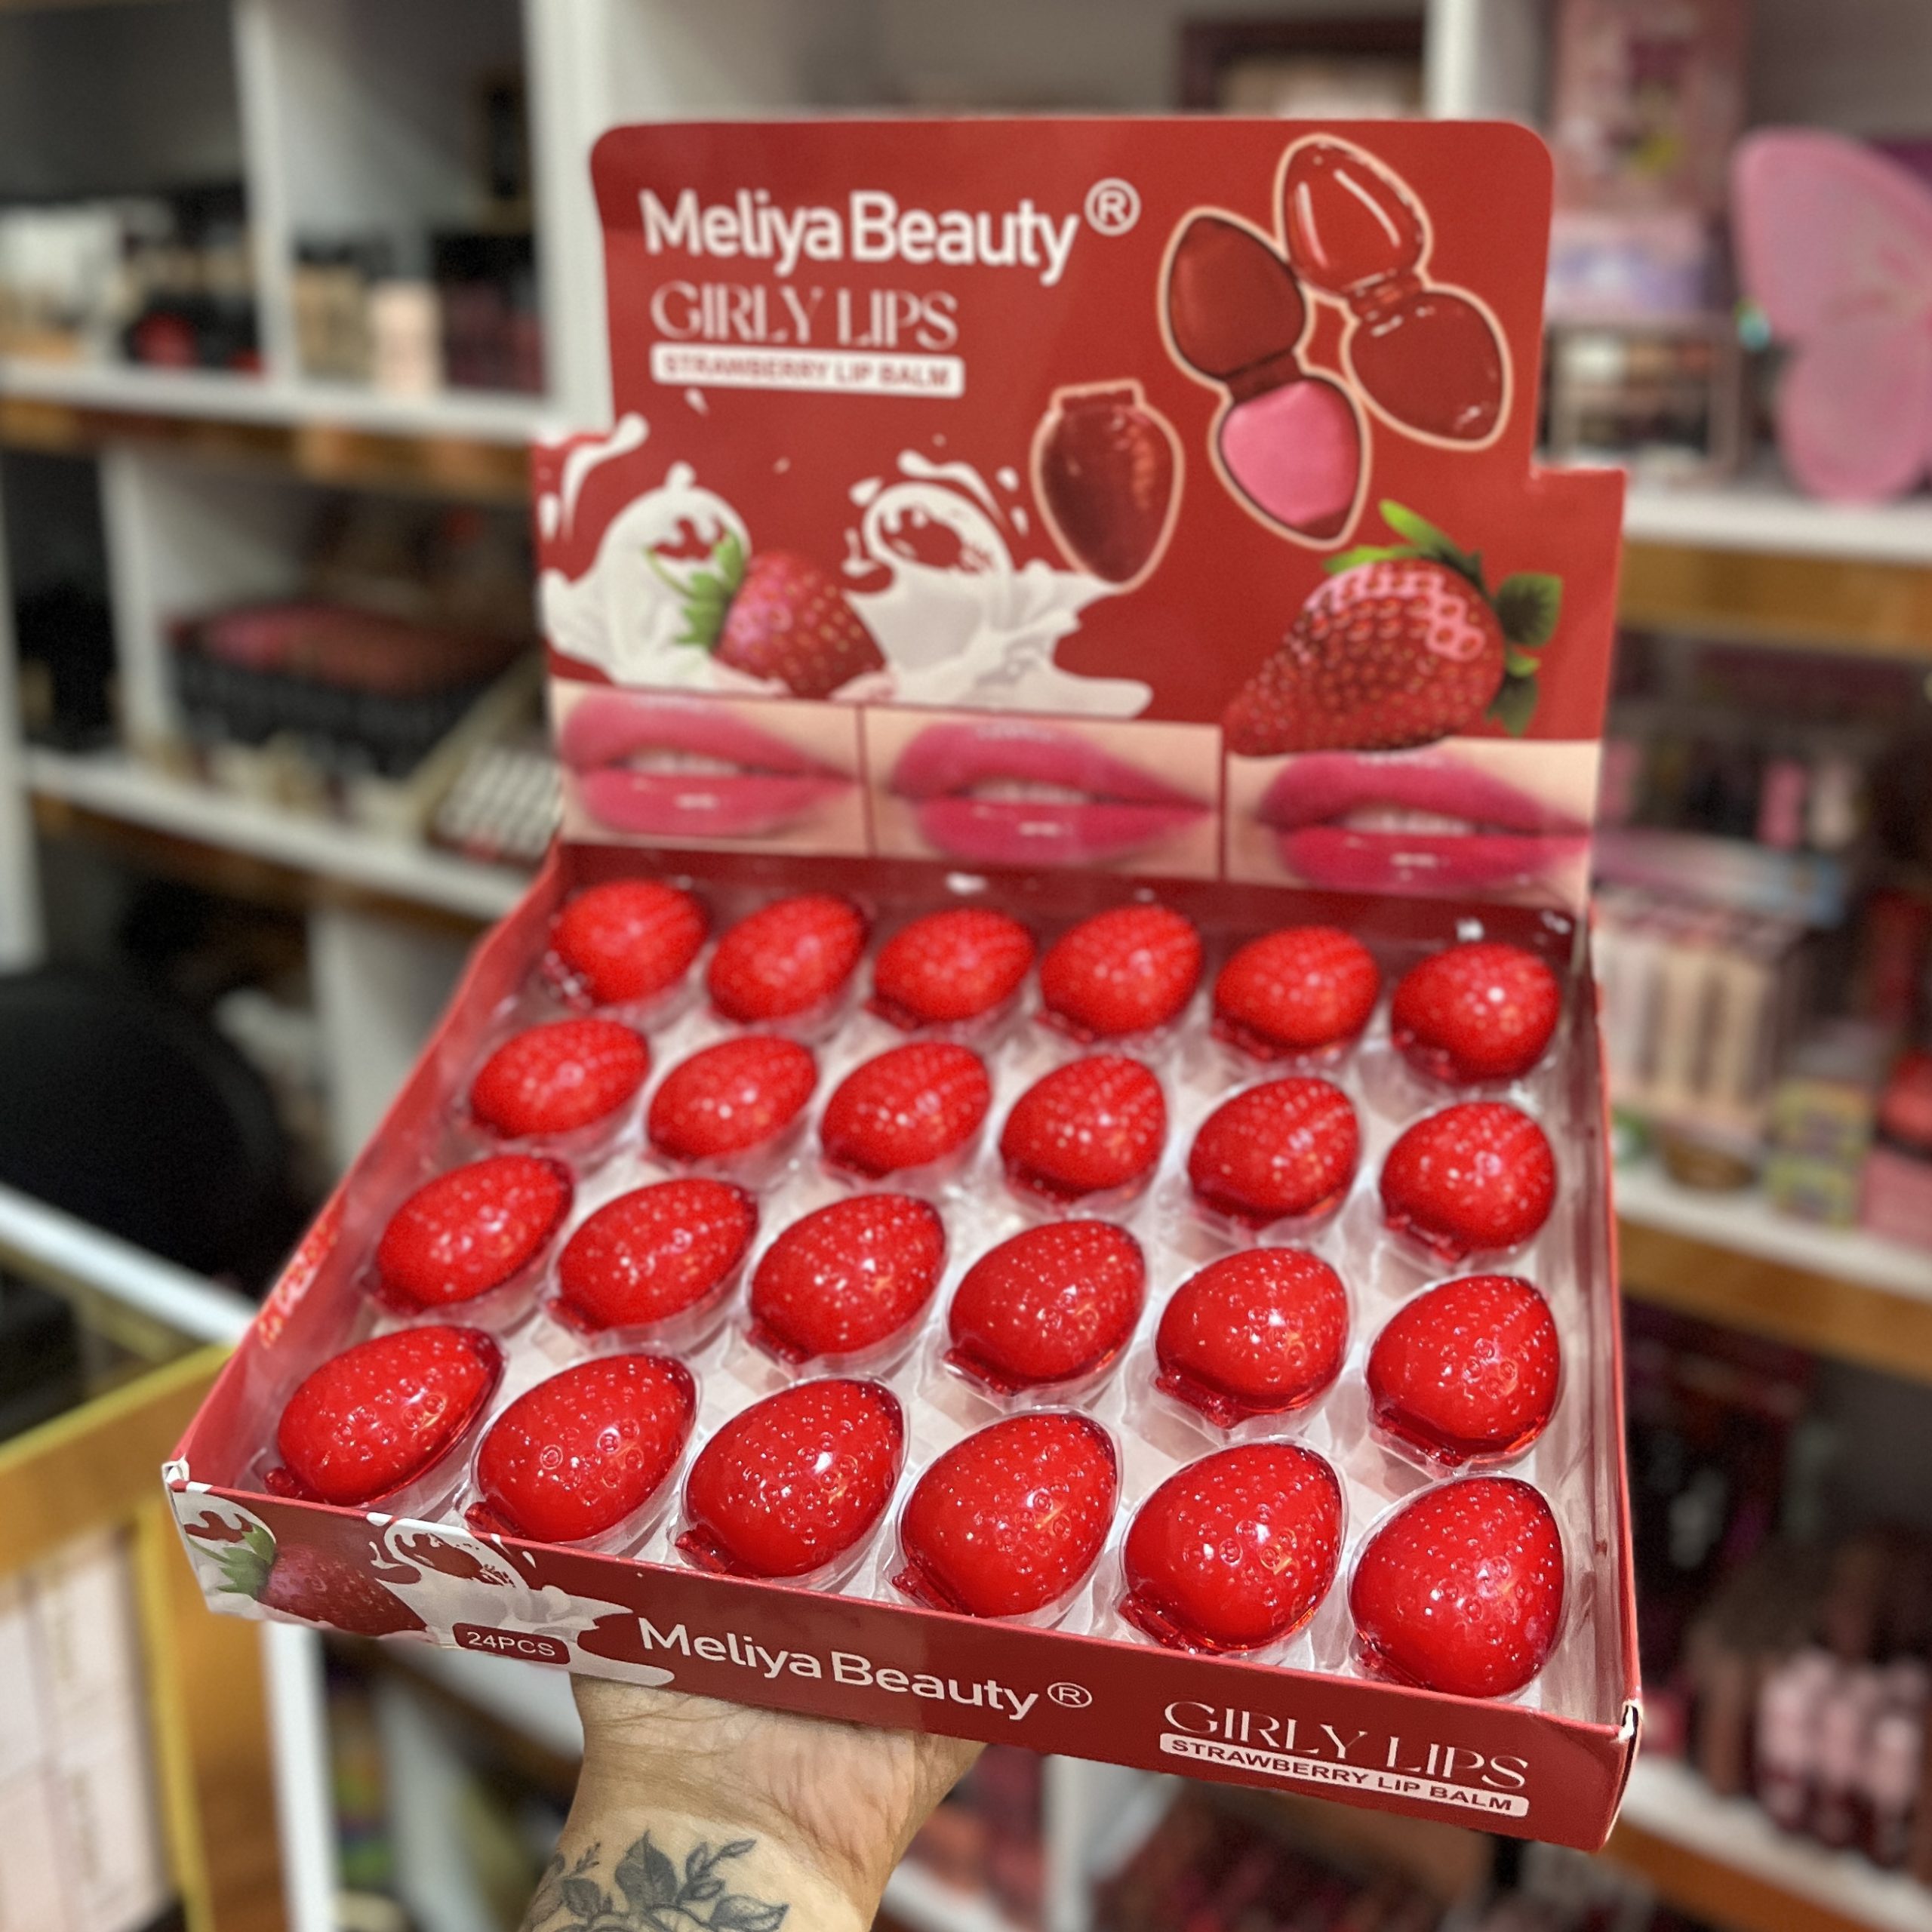 Meliya Beauty ®
GIRLY LIPS
STRAWBERRY LIP BALM
24PCS
Meliya Beauty ®
GIRLY LIPS
STRAWBERRY LIP BALM